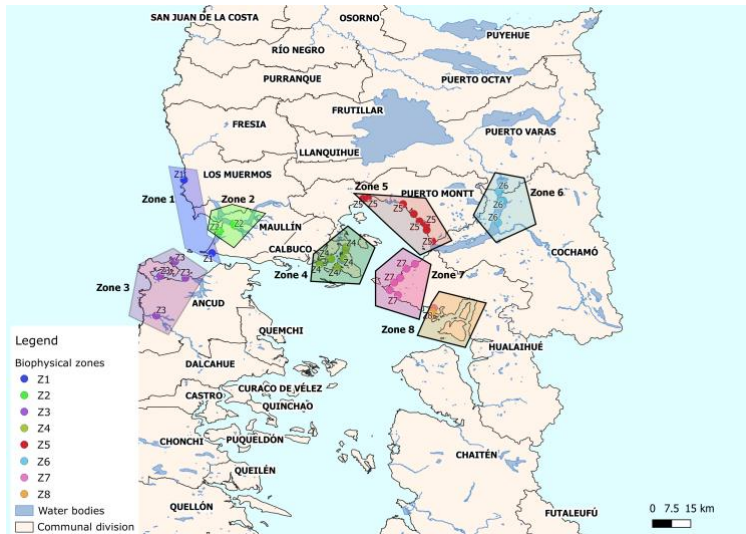 SAN JUAN DE LA COSTA
OSORNO
PUYEHUE
RÍO NEGRO
PURRANQUE
PUERTO OCTAY
FRUTILLAR
FRESIA
PUERTO VARAS
LLANQUIHUE
LOS MUERMOS
Z1
Zone 1
Zone 2
Z2
Z2
MAULLÍN
Z1
Zone 5
PUERTO MONTT
Z5
Z5
Z5
Z5
Z5
Z5
Zone 6
Z6
Z6
Z6
CALBUCO
Z4
Z4
Z4
Z4
Z4
Zone 4
COCHAMÓ
Zone 3
Z3
Z3
Z3
Z3
ANCUD
Z7
Z7
Z7
Zone 7
Zone 8
Z8
HUALAIHUÉ
QUEMCHI
DALCAHUE
CURACO DE VÉLEZ
CASTRO
QUINCHAO
CHONCHI
PUQUELDÓN
QUEILÉN
CHAITÉN
QUELLÓN
FUTALEUFÚ
Legend
Biophysical zones
Z1
Z2
Z3
Z4
Z5
Z6
Z7
Z8
Water bodies
Communal division
0 7.5 15 km